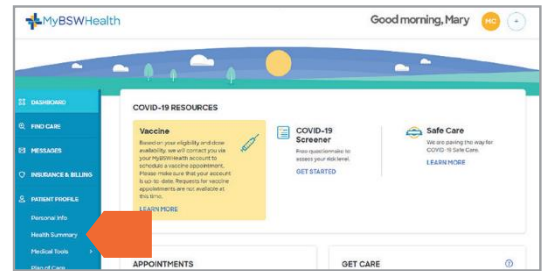 MyBSWHealth
Good morning, Mary
MC
+
DASHBOARD
FIND CARE
MESSAGES
INSURANCE & BILLING
PATIENT PROFILE
Personal Info
Health Summary
Medical Tools >
Plan of Care
COVID-19 RESOURCES
Vaccine
Based on your eligibility and dose
availability, we will contact you via
your MyBSWHealth account to
schedule a vaccine appointment.
Please make sure that your account
is up-to-date. Requests for vaccine
appointments are not available at
this time.
LEARN MORE
COVID-19
Screener
Free questionnaire to
assess your risk level.
GET STARTED
Safe Care
We are paving the way for
COVID-19 Safe Care.
LEARN MORE
APPOINTMENTS
GET CARE
?